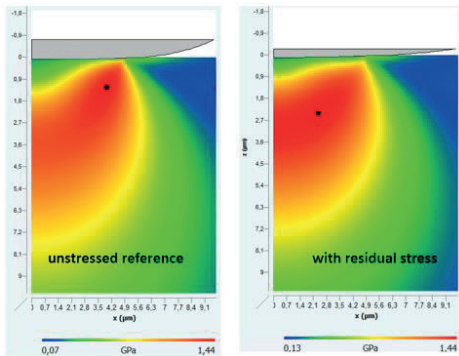 -1,8
-0,9
0
0,9
1,8
2,7
3,6
4,5
5,4
6,3
7,2
8,1
9
unstressed reference
0 0,7 1,4 2,1 2,8 3,5 4,2 4,9 5,6 6,3 7 7,7 8,4 9,1
x (µm)
0,07 GPa 1,44
-1,8
-0,9
0
0,9
1,8
2,7
3,6
4,5
5,4
6,3
7,2
8,1
9
z (µm)
with residual stress
0 0,7 1,4 2,1 2,8 3,5 4,2 4,9 5,6 6,3 7 7,7 8,4 9,1
x (µm)
0.13 GPa 1,44